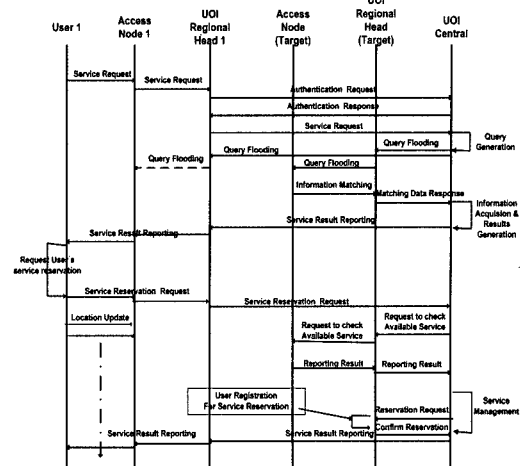 User 1
Access
Node 1
UOI
Regional
Head 1
Access
Node
(Target)
UOI
Regional
Head
(Target)
UOI
Central
Service Request
Service Request
Authentication Request
Authentication Response
Service Request
Query Flooding
Query
Generation
Query Flooding
Query Flooding
Query Flooding
Information Matching
Matching Data Response
Information
Acquision &
Results
Generation
Service Result Reporting
Service Result Reporting
Request User's
service reservation
Service Reservation Request
Service Reservation Request
Location Update
Request to check
Available Service
Request to check
Available Service
Reporting Result
Reporting Result
User Registration
For Service Reservation
Reservation Request
Service
Management
Confirm Reservation
Service Result Reporting
Service Result Reporting